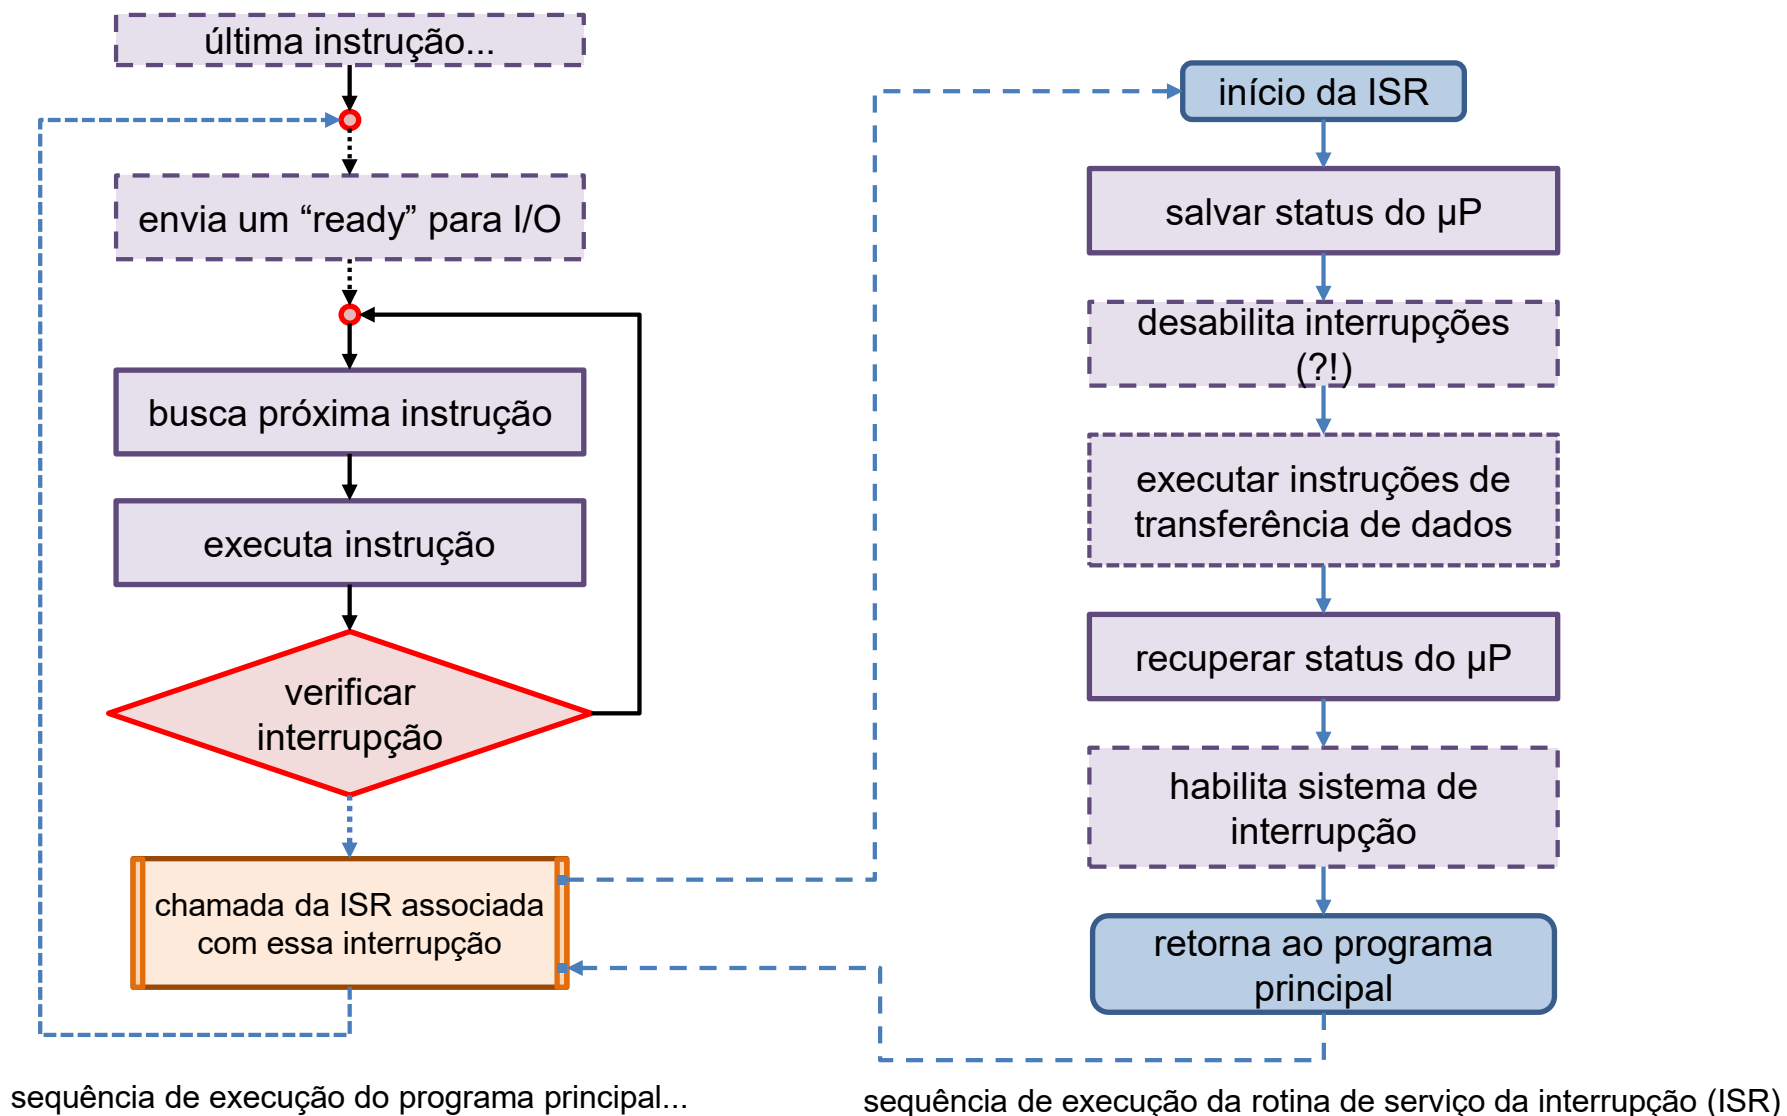 última instrução...
envia um “ready” para I/O
busca próxima instrução
executa instrução
verificar
interrupção
chamada da ISR associada
com essa interrupção
sequência de execução do programa principal...
início da ISR
salvar status do µP
desabilita interrupções
(?!)
executar instruções de
transferência de dados
recuperar status do µP
habilita sistema de
interrupção
retorna ao programa
principal
sequência de execução da rotina de serviço da interrupção (ISR)